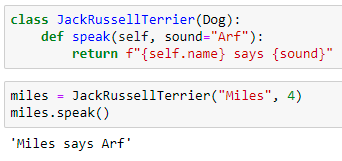 class JackRussellTerrier(Dog):
    def speak(self, sound="Arf"):
        return f"{self.name} says {sound}"
miles = JackRussellTerrier("Miles", 4)
miles.speak()
'Miles says Arf'